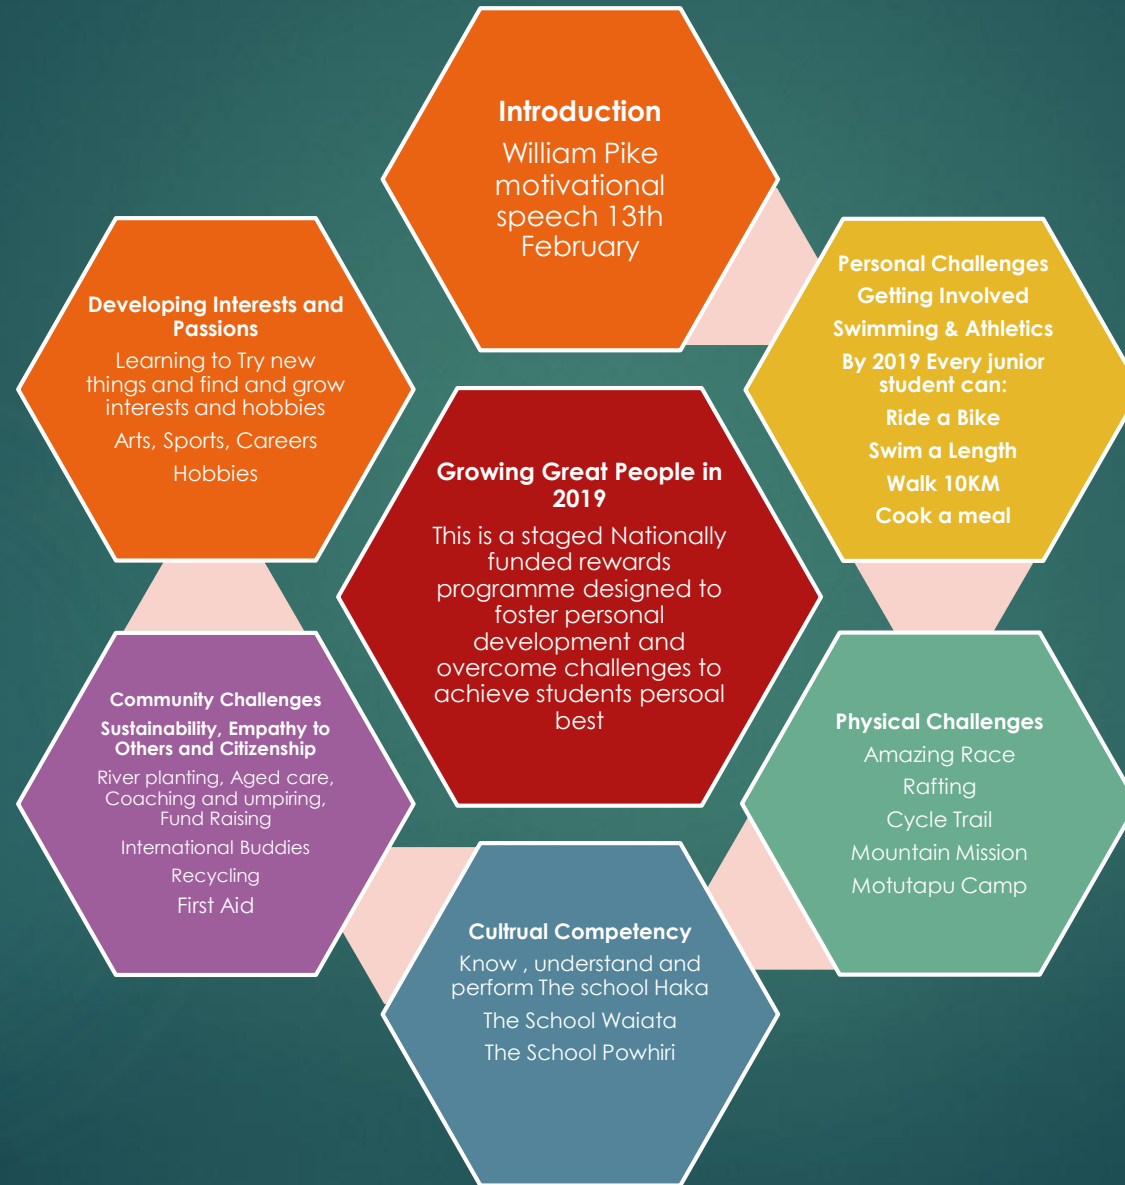 Introduction
William Pike
motivational
speech 13th
February
Personal Challenges
Getting Involved
Swimming & Athletics
By 2019 Every junior
student can:
Ride a Bike
Swim a Length
Walk 10KM
Cook a meal
Physical Challenges
Amazing Race
Rafting
Cycle Trail
Mountain Mission
Motutapu Camp
Cultrual Competency
Know , understand and
perform The school Haka
The School Waiata
The School Powhiri
Community Challenges
Sustainability, Empathy to
Others and Citizenship
River planting, Aged care,
Coaching and umpiring,
Fund Raising
International Buddies
Recycling
First Aid
Developing Interests and
Passions
Learning to Try new
things and find and grow
interests and hobbies
Arts, Sports, Careers
Hobbies
Growing Great People in
2019
This is a staged Nationally
funded rewards
programme designed to
foster personal
development and
overcome challenges to
achieve students persoal
best